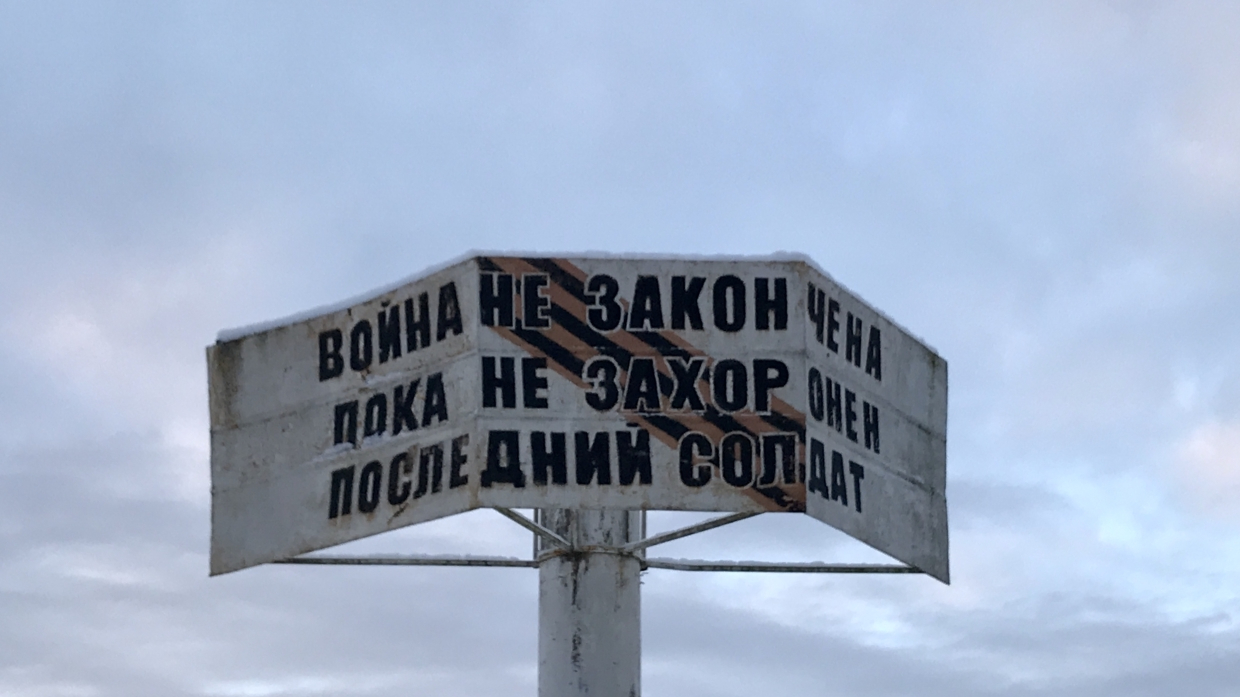 ВОЙНА НЕ ЗАКОНЧЕНА
ПОКА НЕ ЗАХОРОНЕН
ПОСЛЕДНИЙ СОЛДАТ